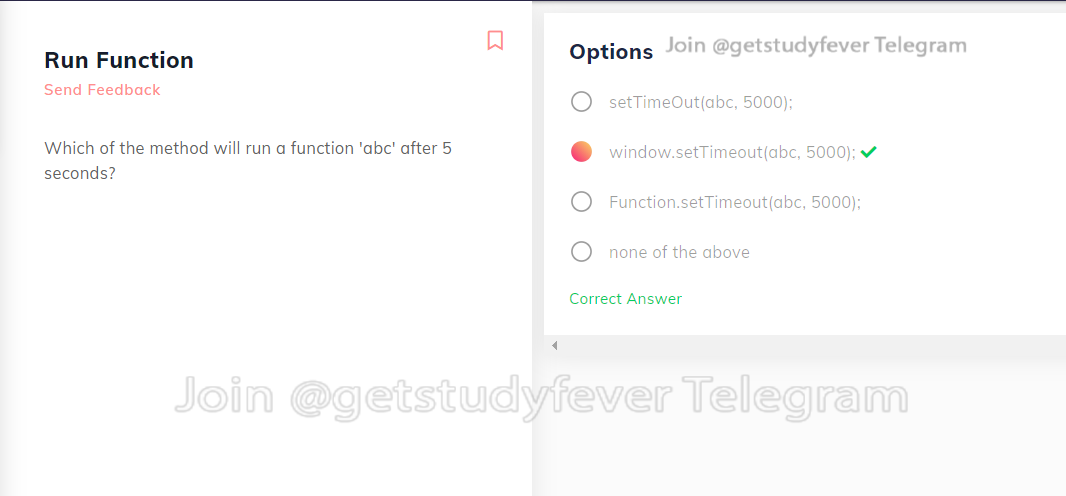 Run Function
Send Feedback
Which of the method will run a function 'abc' after 5
seconds?
Options
Join @getstudyfever Telegram
setTimeOut(abc, 5000);
window.setTimeout(abc, 5000);
Function.setTimeout(abc, 5000);
none of the above
Correct Answer
Join @getstudyfever Telegram